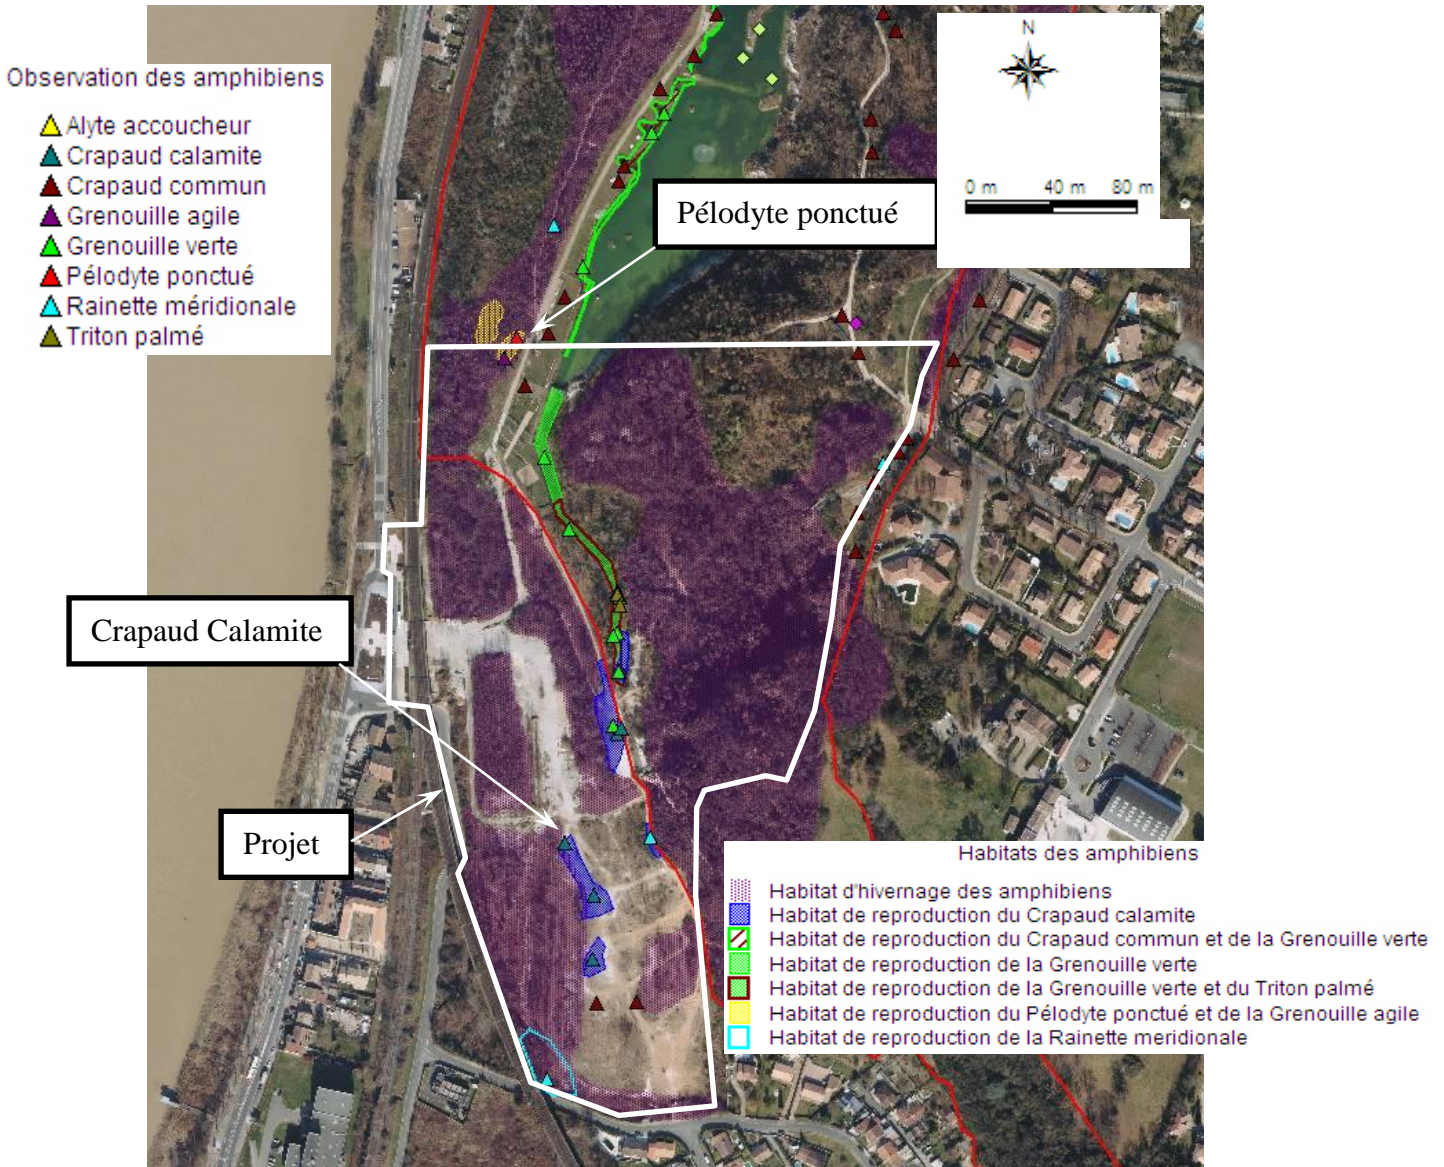 Observation des amphibiens
Alyte accoucheur
Crapaud calamite
Crapaud commun
Grenouille agile
Grenouille verte
Pélodyte ponctué
Rainette méridionale
Triton palmé
N
0 m 40 m 80 m
Pélodyte ponctué
Crapaud Calamite
Projet
Habitats des amphibiens
Habitat d'hivernage des amphibiens
Habitat de reproduction du Crapaud calamite
Habitat de reproduction du Crapaud commun et de la Grenouille verte
Habitat de reproduction de la Grenouille verte
Habitat de reproduction de la Grenouille verte et du Triton palmé
Habitat de reproduction du Pélodyte ponctué et de la Grenouille agile
Habitat de reproduction de la Rainette meridionale